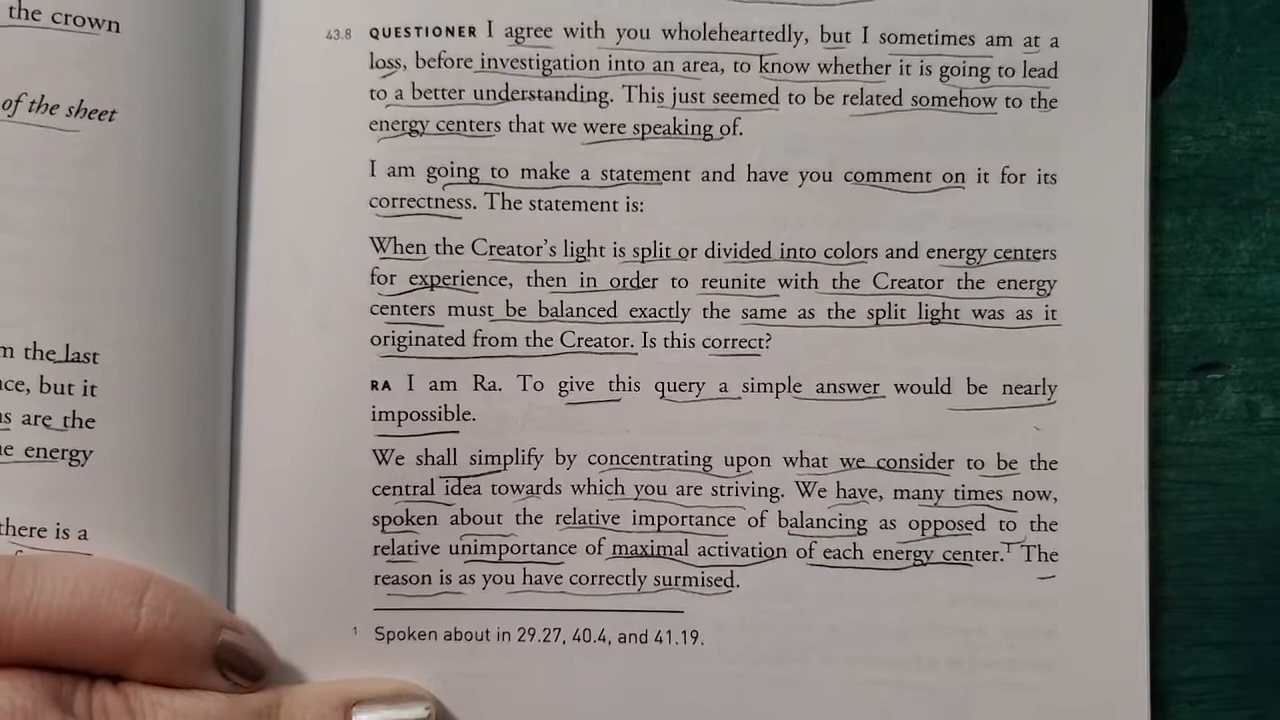 the crown
of the sheet
m the last
ce, but it
s are the
e energy
there is a
43.8 QUESTIONER I agree with you wholeheartedly, but I sometimes am at a
loss, before investigation into an area, to know whether it is going to lead
to a better understanding. This just seemed to be related somehow to the
energy centers that we were speaking of.
I am going to make a statement and have you comment on it for its
correctness. The statement is:
When the Creator's light is split or divided into colors and energy centers
for experience, then in order to reunite with the Creator the energy
centers must be balanced exactly the same as the split light was as it
originated from the Creator. Is this correct?
RA I am Ra. To give this query a simple answer would be nearly
impossible.
We shall simplify by concentrating upon what we consider to be the
central idea towards which you are striving. We have, many times now,
spoken about the relative importance of balancing as opposed to the
relative unimportance of maximal activation of each energy center.1 The
reason is as you have correctly surmised.
1 Spoken about in 29.27, 40.4, and 41.19.